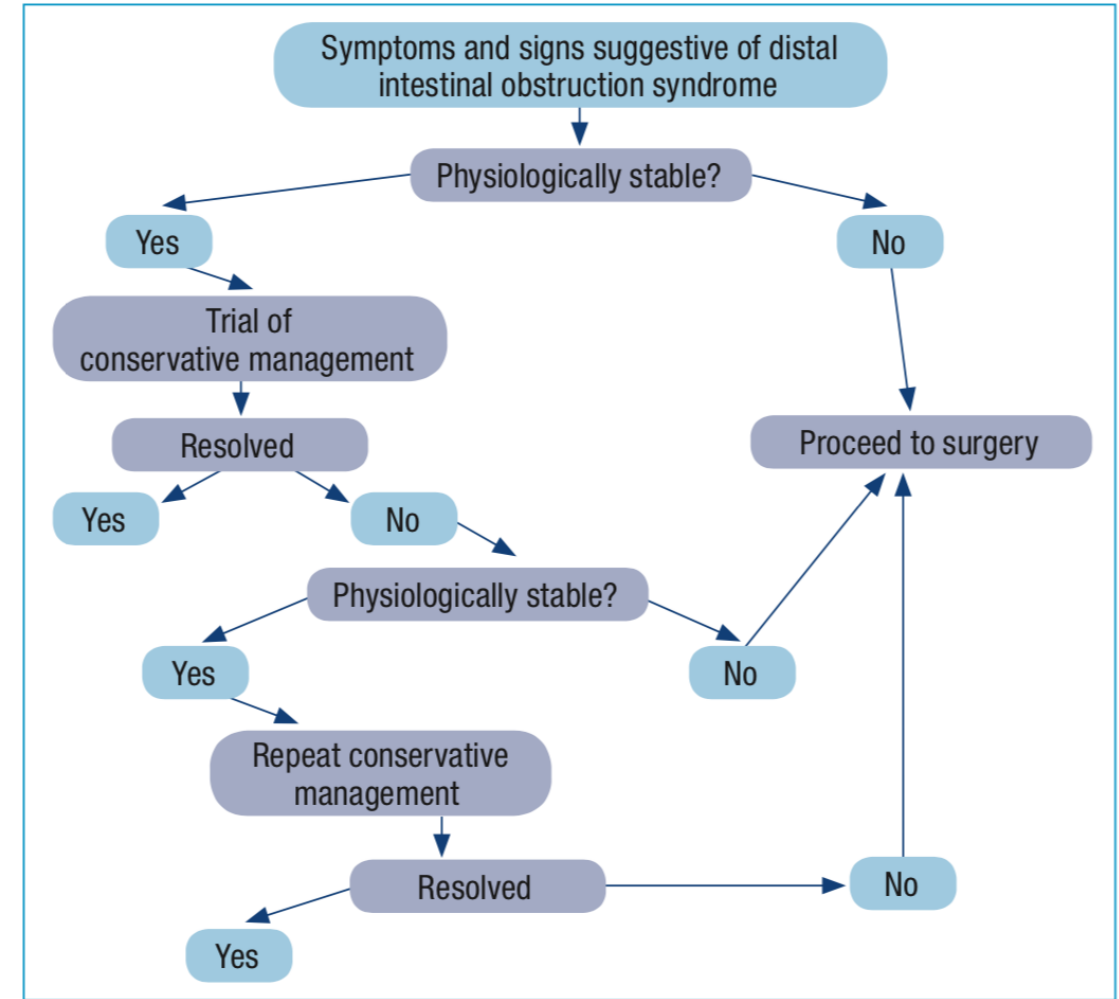 Symptoms and signs suggestive of distal
intestinal obstruction syndrome
Physiologically stable?
Yes
No
Trial of
conservative management
Resolved
Proceed to surgery
Yes
No
Physiologically stable?
Yes
No
Repeat conservative
management
Resolved
No
Yes